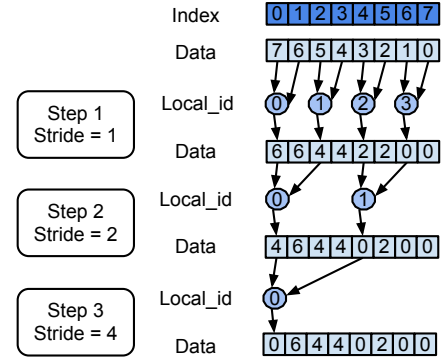 Index 0 1 2 3 4 5 6 7
Data 7 6 5 4 3 2 1 0
Step 1
Stride = 1
Local_id 0 1 2 3
Data 6 6 4 4 2 2 0 0
Step 2
Stride = 2
Local_id 0 1
Data 4 6 4 4 0 2 0 0
Step 3
Stride = 4
Local_id 0
Data 0 6 4 4 0 2 0 0